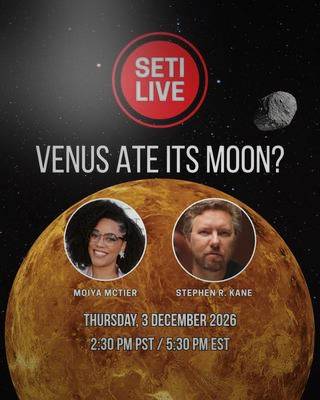 SETI
LIVE
VENUS ATE ITS MOON?
MOIYA MCTIER
STEPHEN R. KANE
THURSDAY, 3 DECEMBER 2026
2:30 PM PST / 5:30 PM EST